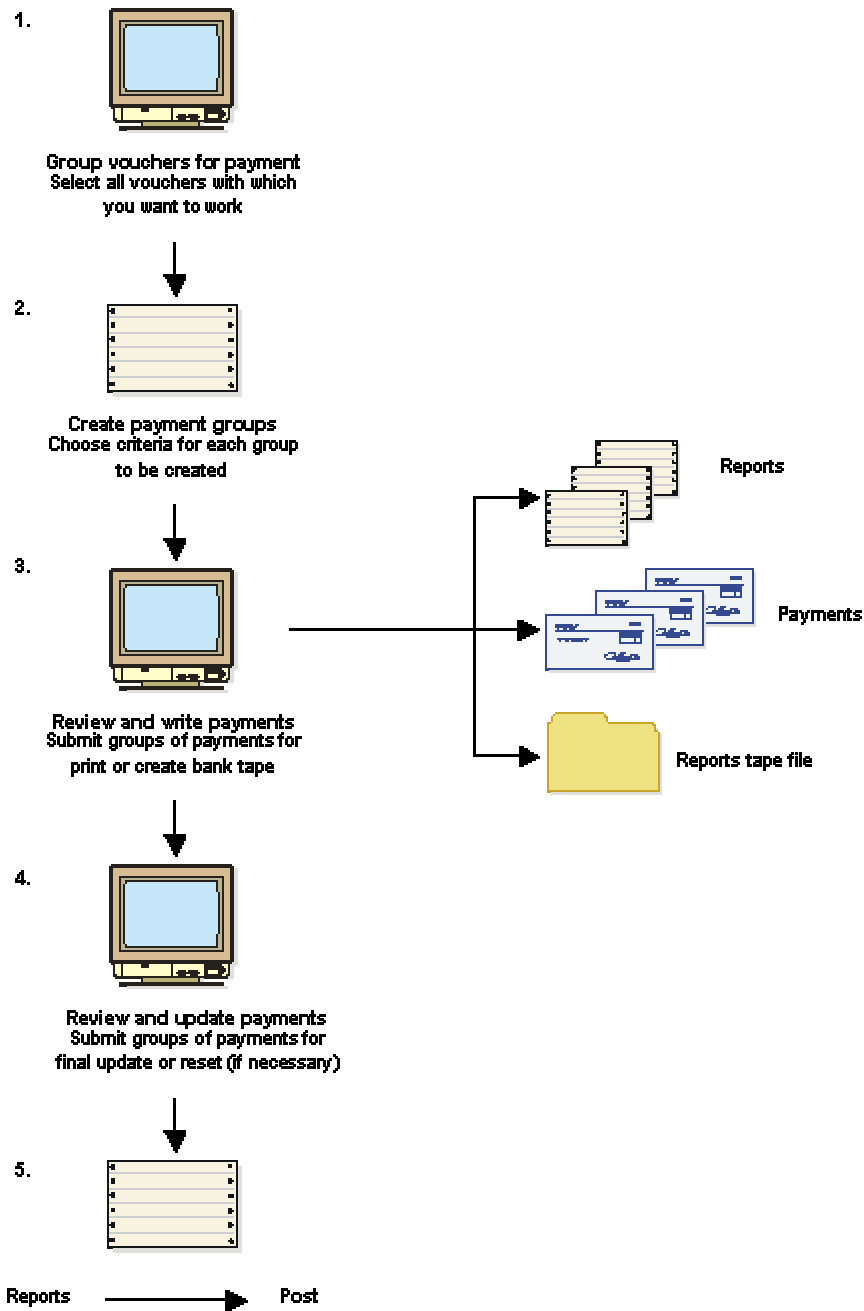 1.
Group vouchers for payment
Select all vouchers with which
you want to work
2.
Create payment groups
Choose criteria for each group
to be created
3.
Review and write payments
Submit groups of payments for
print or create bank tape
Reports
Payments
Reports tape file
4.
Review and update payments
Submit groups of payments for
final update or reset (if necessary)
5.
Reports
Post